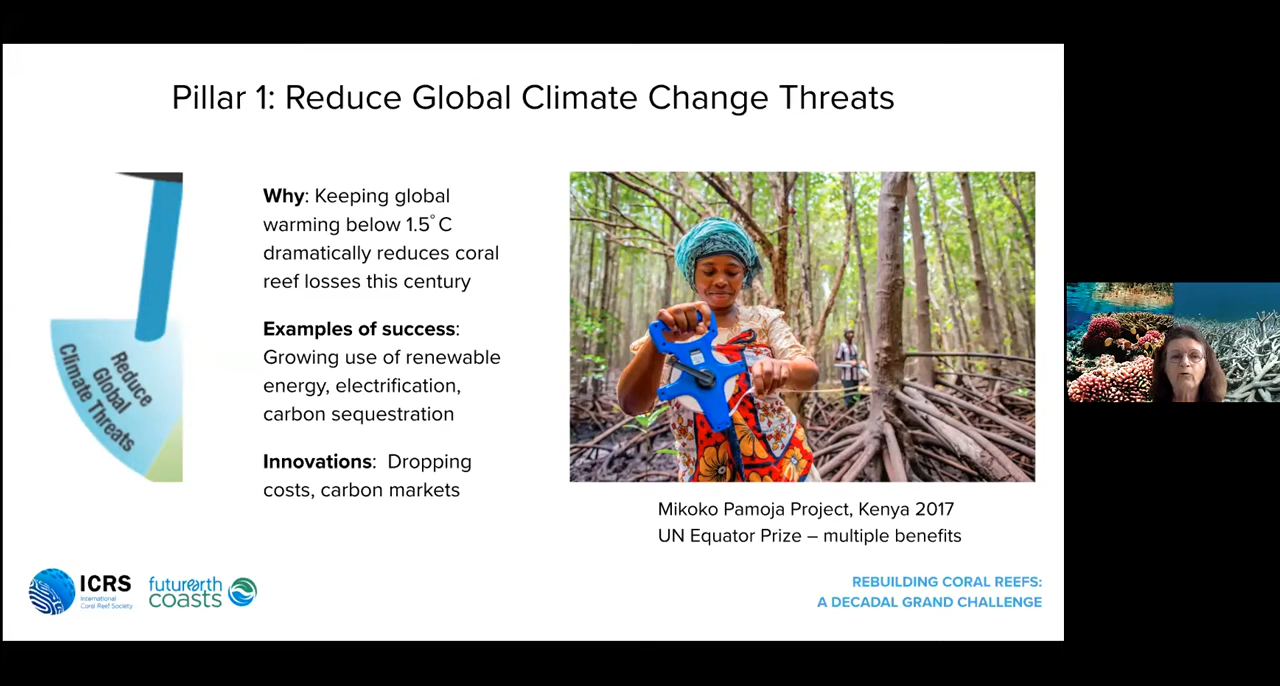 Pillar 1: Reduce Global Climate Change Threats
Reduce
Global
Climate Threats
Why: Keeping global
warming below 1.5° C
dramatically reduces coral
reef losses this century
Examples of success:
Growing use of renewable
energy, electrification,
carbon sequestration
Innovations: Dropping
costs, carbon markets
Mikoko Pamoja Project, Kenya 2017
UN Equator Prize – multiple benefits
ICRS
International
Coral Reef Society
futurearth
coasts
REBUILDING CORAL REEFS:
A DECADAL GRAND CHALLENGE